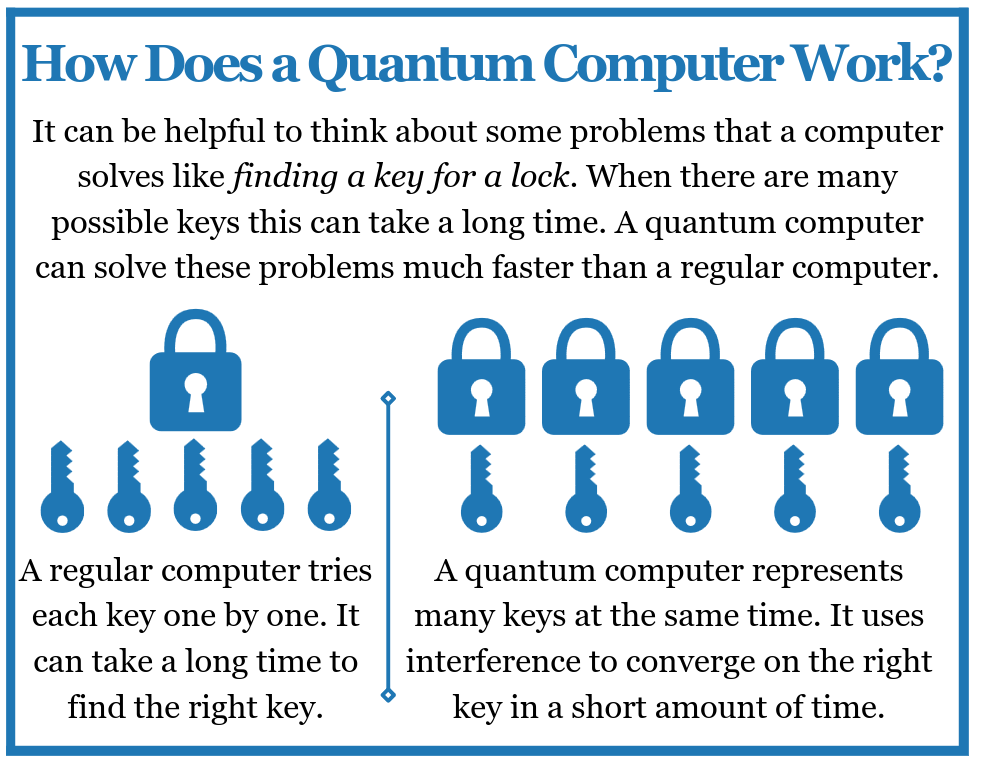 How Does a Quantum Computer Work?
It can be helpful to think about some problems that a computer
solves like finding a key for a lock. When there are many
possible keys this can take a long time. A quantum computer
can solve these problems much faster than a regular computer.
A regular computer tries
each key one by one. It
can take a long time to
find the right key.
A quantum computer represents
many keys at the same time. It uses
interference to converge on the right
key in a short amount of time.